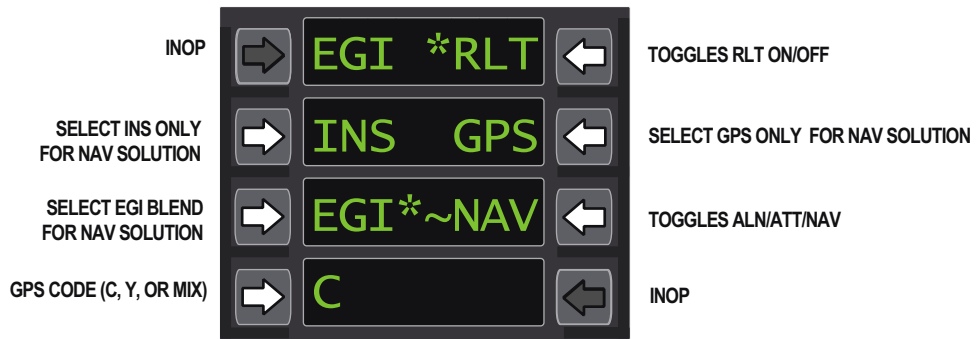 INOP
EGI *RLT
TOGGLES RLT ON/OFF
SELECT INS ONLY
FOR NAV SOLUTION
INS GPS
SELECT GPS ONLY FOR NAV SOLUTION
SELECT EGI BLEND
FOR NAV SOLUTION
EGI*~NAV
TOGGLES ALN/ATT/NAV
GPS CODE (C, Y, OR MIX)
C
INOP